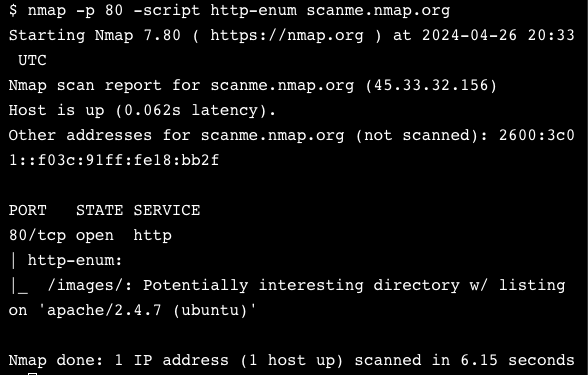 $ nmap -p 80 -script http-enum scanme.nmap.org
Starting Nmap 7.80 ( https://nmap.org ) at 2024-04-26 20:33
 UTC
Nmap scan report for scanme.nmap.org (45.33.32.156)
Host is up (0.062s latency).
Other addresses for scanme.nmap.org (not scanned): 2600:3c0
1::f03c:91ff:fe18:bb2f

PORT   STATE SERVICE
80/tcp open  http
| http-enum:
|_  /images/: Potentially interesting directory w/ listing
on 'apache/2.4.7 (ubuntu)'

Nmap done: 1 IP address (1 host up) scanned in 6.15 seconds